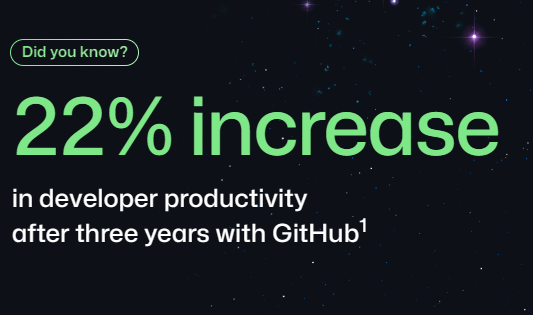 Did you know?
22% increase
in developer productivity
after three years with GitHub¹